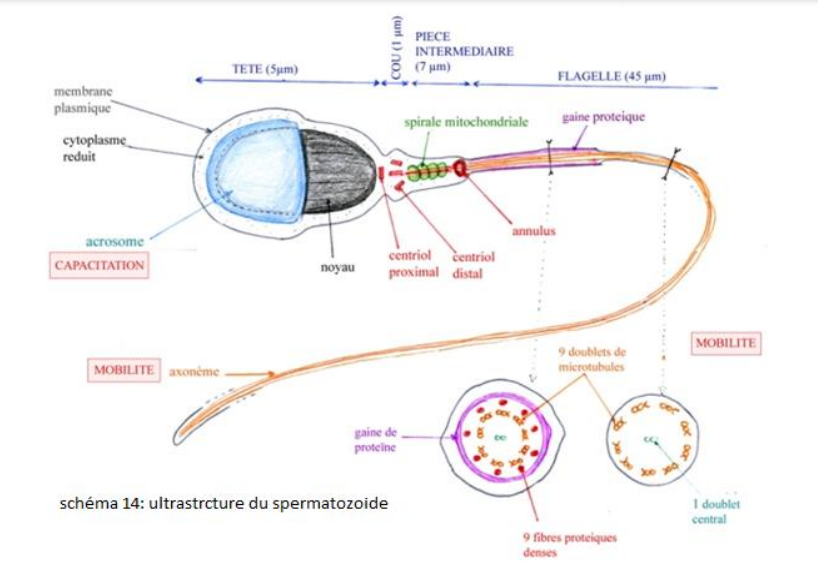 COU (1 µm)
PIECE
INTERMEDIAIRE
(7 µm)
TETE (5µm)
FLAGELLE (45 µm)
membrane
plasmique
cytoplasme
reduit
spirale mitochondriale
gaine proteique
acrosome
CAPACITATION
noyau
centriol
proximal
centriol
distal
annulus
MOBILITE
MOBILITE
axonème
9 doublets de
microtubules
gaine de
proteïne
1 doublet
central
9 fibres proteiques
denses
schéma 14: ultrastrcture du spermatozoide